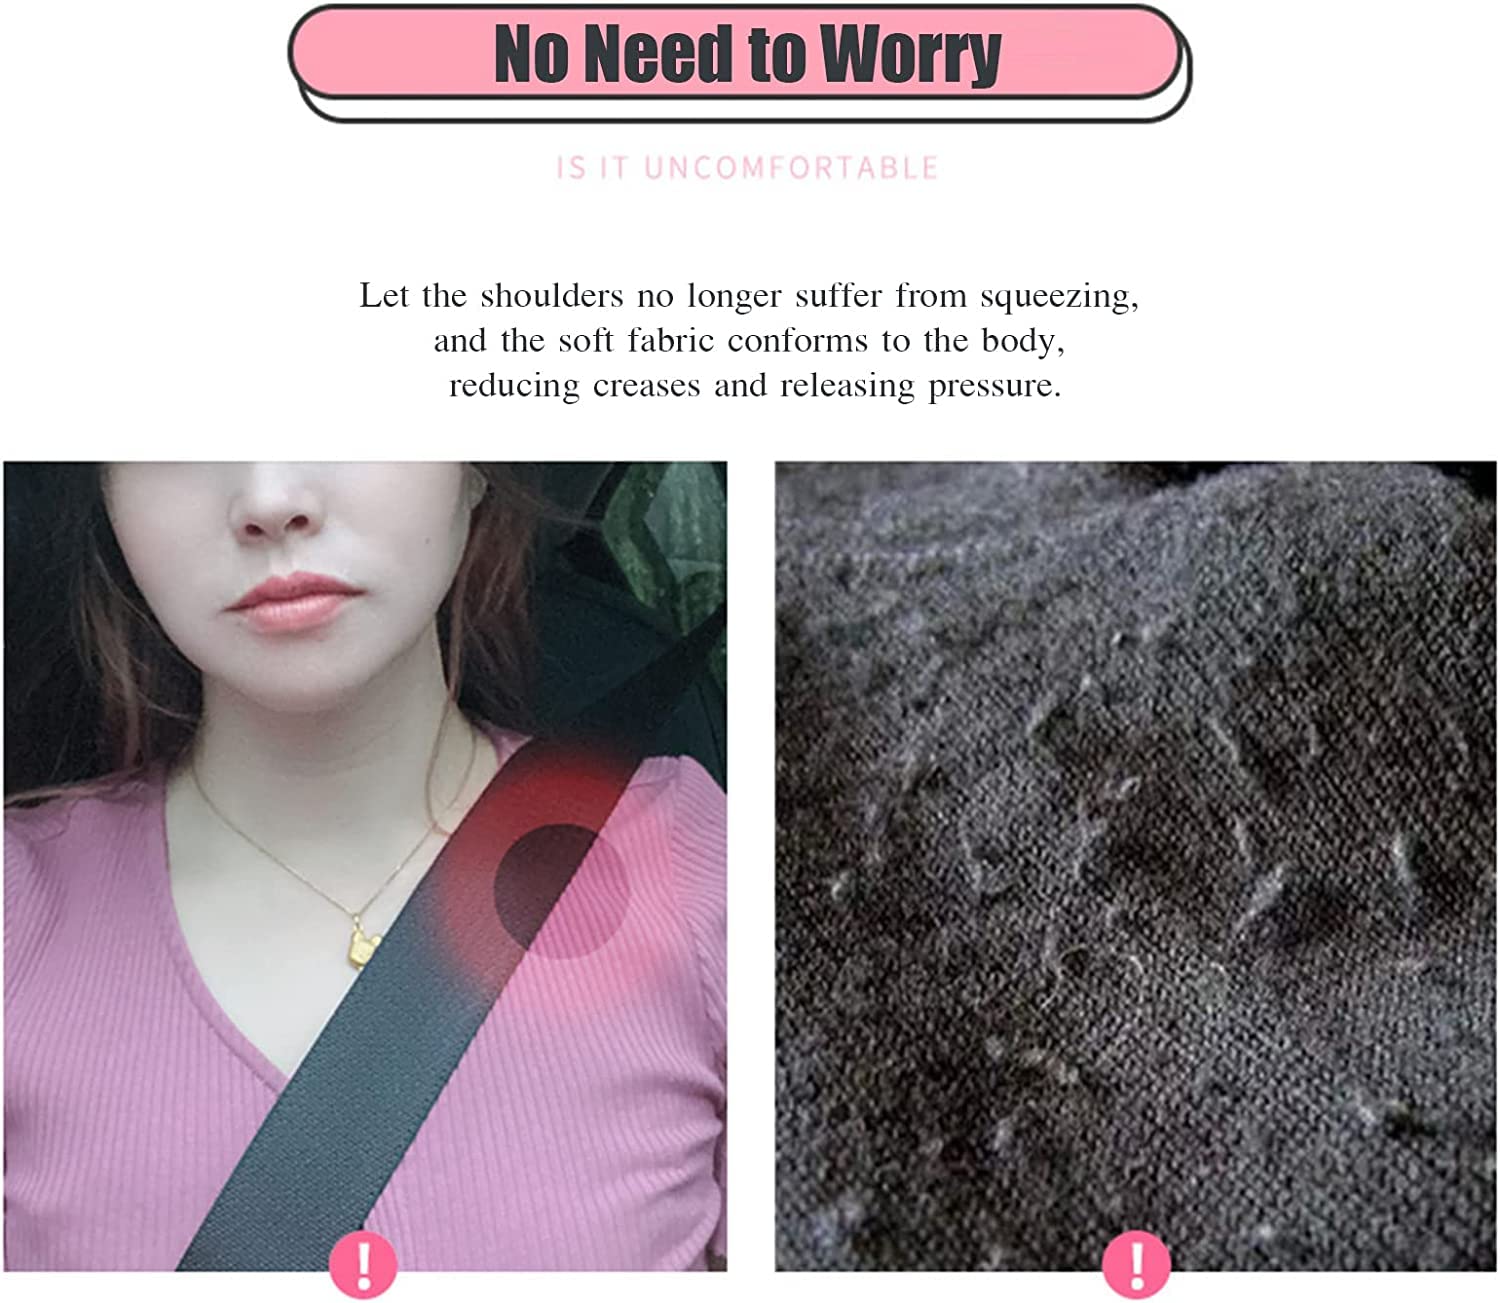 No Need to Worry
IS IT UNCOMFORTABLE
Let the shoulders no longer suffer from squeezing,
and the soft fabric conforms to the body,
reducing creases and releasing pressure.
!
!